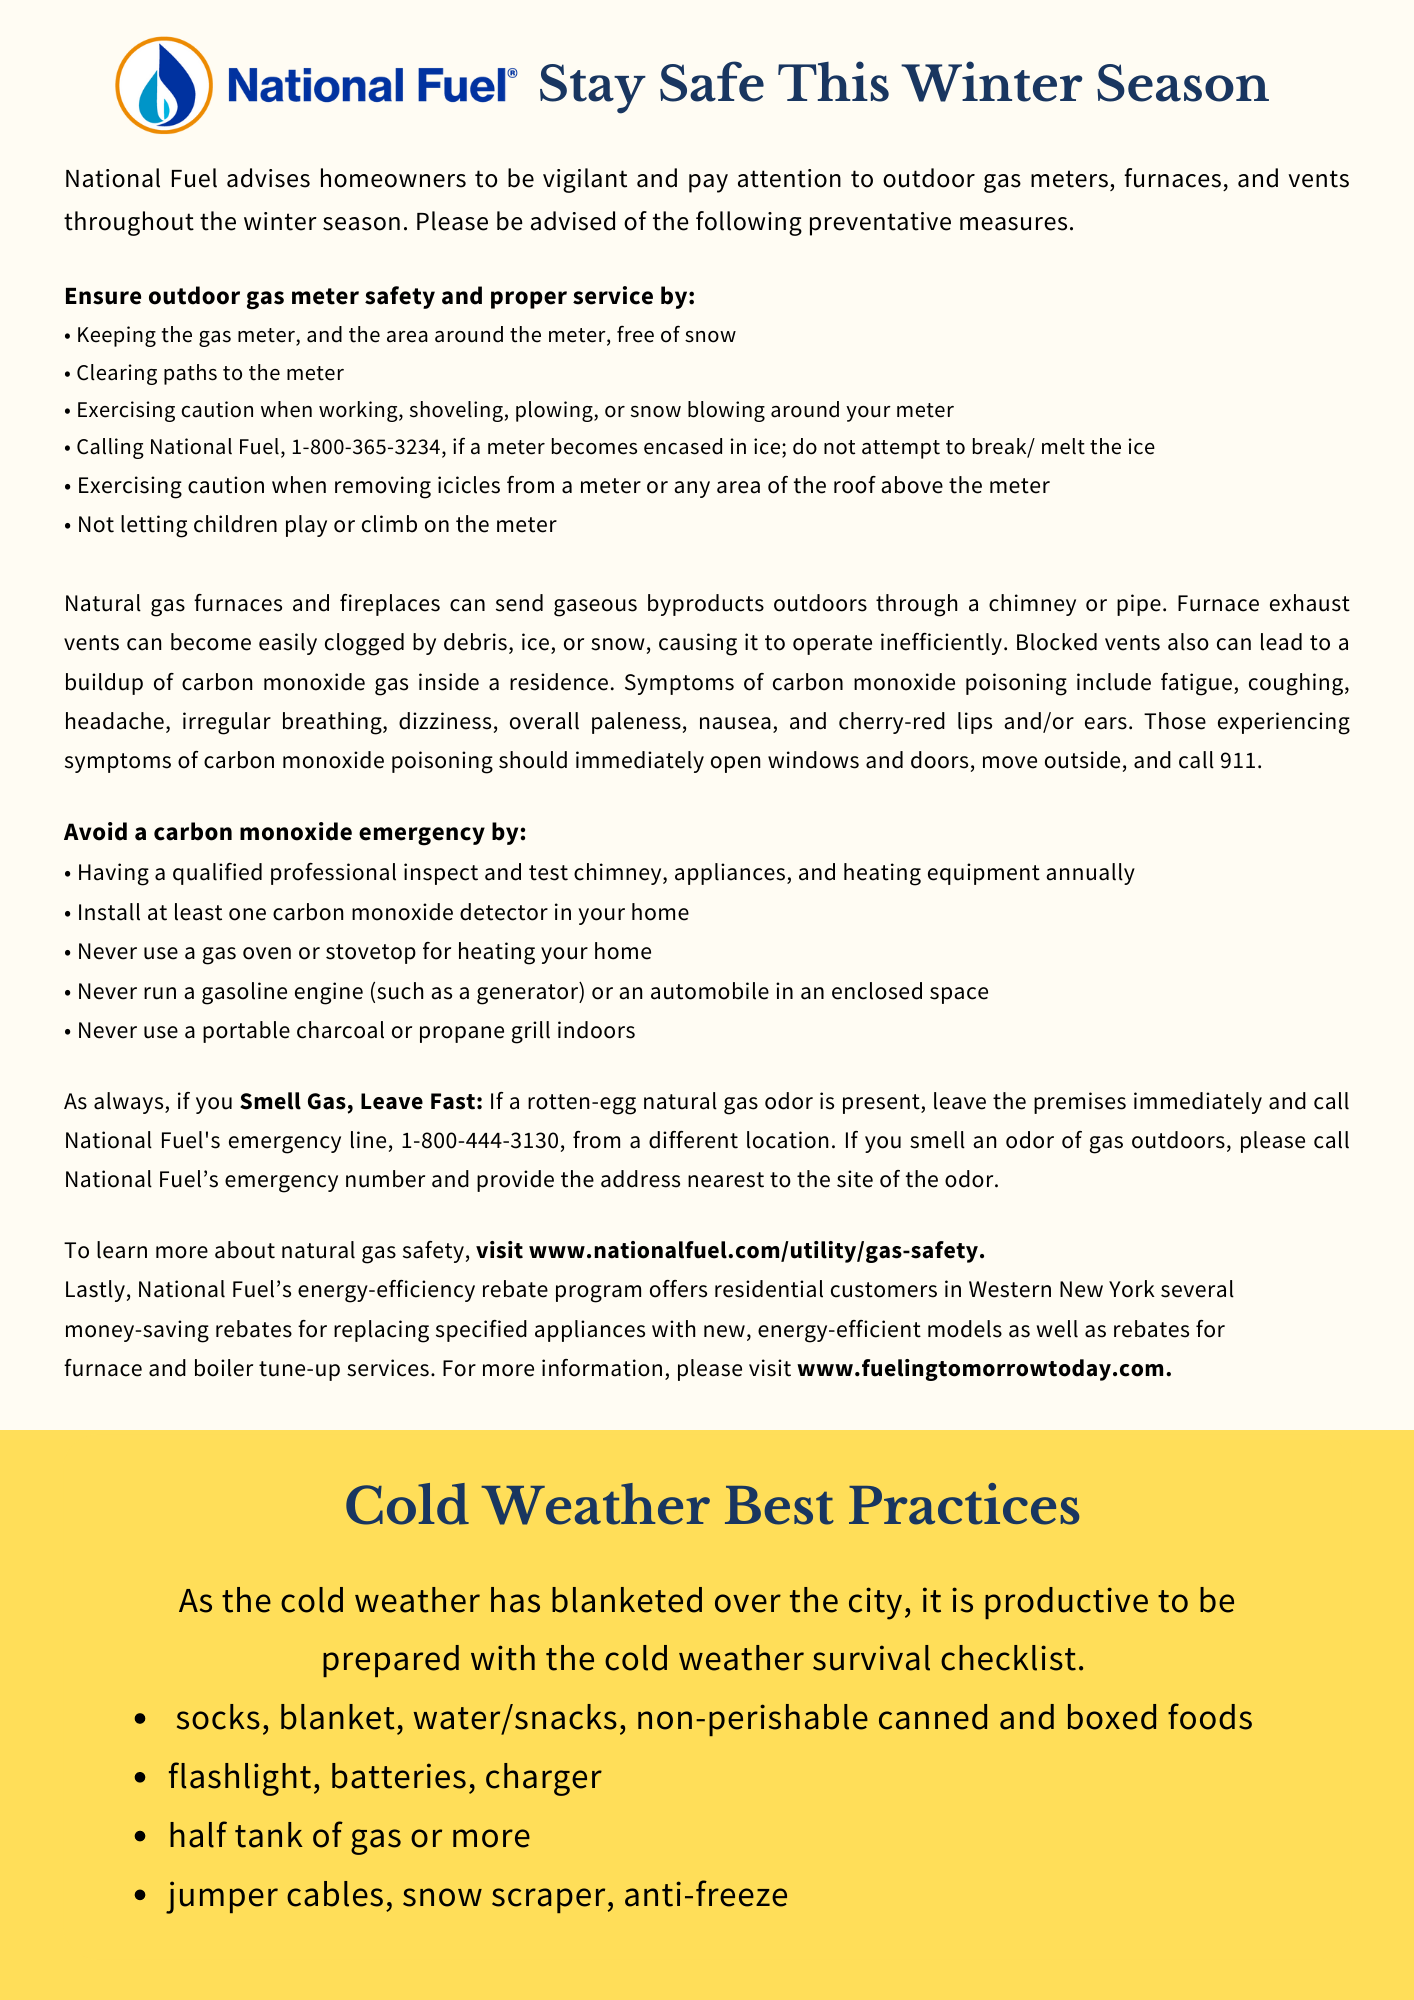 National Fuel® Stay Safe This Winter Season
National Fuel advises homeowners to be vigilant and pay attention to outdoor gas meters, furnaces, and vents
throughout the winter season. Please be advised of the following preventative measures.
Ensure outdoor gas meter safety and proper service by:
• Keeping the gas meter, and the area around the meter, free of snow
• Clearing paths to the meter
• Exercising caution when working, shoveling, plowing, or snow blowing around your meter
• Calling National Fuel, 1-800-365-3234, if a meter becomes encased in ice; do not attempt to break/ melt the ice
• Exercising caution when removing icicles from a meter or any area of the roof above the meter
• Not letting children play or climb on the meter
Natural gas furnaces and fireplaces can send gaseous byproducts outdoors through a chimney or pipe. Furnace exhaust
vents can become easily clogged by debris, ice, or snow, causing it to operate inefficiently. Blocked vents also can lead to a
buildup of carbon monoxide gas inside a residence. Symptoms of carbon monoxide poisoning include fatigue, coughing,
headache, irregular breathing, dizziness, overall paleness, nausea, and cherry-red lips and/or ears. Those experiencing
symptoms of carbon monoxide poisoning should immediately open windows and doors, move outside, and call 911.
Avoid a carbon monoxide emergency by:
• Having a qualified professional inspect and test chimney, appliances, and heating equipment annually
• Install at least one carbon monoxide detector in your home
• Never use a gas oven or stovetop for heating your home
• Never run a gasoline engine (such as a generator) or an automobile in an enclosed space
• Never use a portable charcoal or propane grill indoors
As always, if you Smell Gas, Leave Fast: If a rotten-egg natural gas odor is present, leave the premises immediately and call
National Fuel's emergency line, 1-800-444-3130, from a different location. If you smell an odor of gas outdoors, please call
National Fuel’s emergency number and provide the address nearest to the site of the odor.
To learn more about natural gas safety, visit www.nationalfuel.com/utility/gas-safety.
Lastly, National Fuel’s energy-efficiency rebate program offers residential customers in Western New York several
money-saving rebates for replacing specified appliances with new, energy-efficient models as well as rebates for
furnace and boiler tune-up services. For more information, please visit www.fuelingtomorrowtoday.com.
Cold Weather Best Practices
As the cold weather has blanketed over the city, it is productive to be
prepared with the cold weather survival checklist.
• socks, blanket, water/snacks, non-perishable canned and boxed foods
• flashlight, batteries, charger
• half tank of gas or more
• jumper cables, snow scraper, anti-freeze